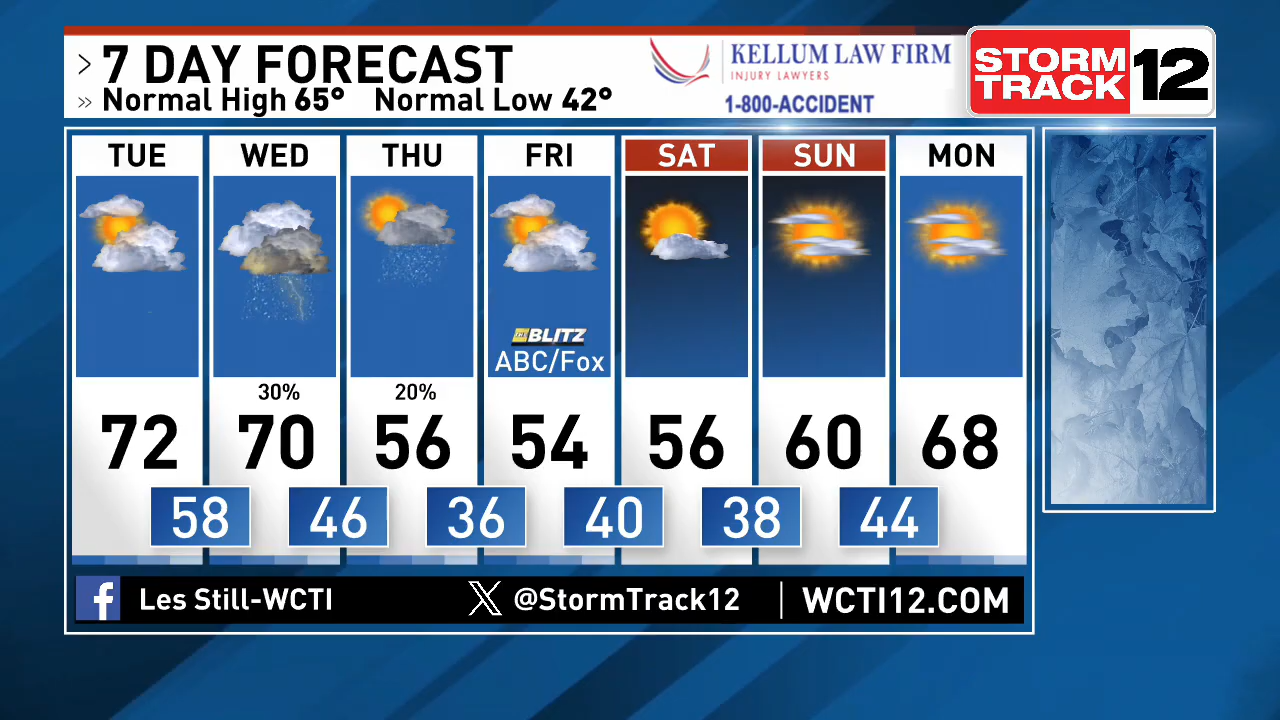 > 7 DAY FORECAST
» Normal High 65° Normal Low 42°
KELLUM LAW FIRM
INJURY LAWYERS
1-800-ACCIDENT
STORM
TRACK
12
TUE WED THU FRI SAT SUN MON
THE BLITZ
ABC/Fox
30% 20%
72 70 56 54 56 60 68
58 46 36 40 38 44
f Les Still-WCTI X @StormTrack12 | WCTI12.COM